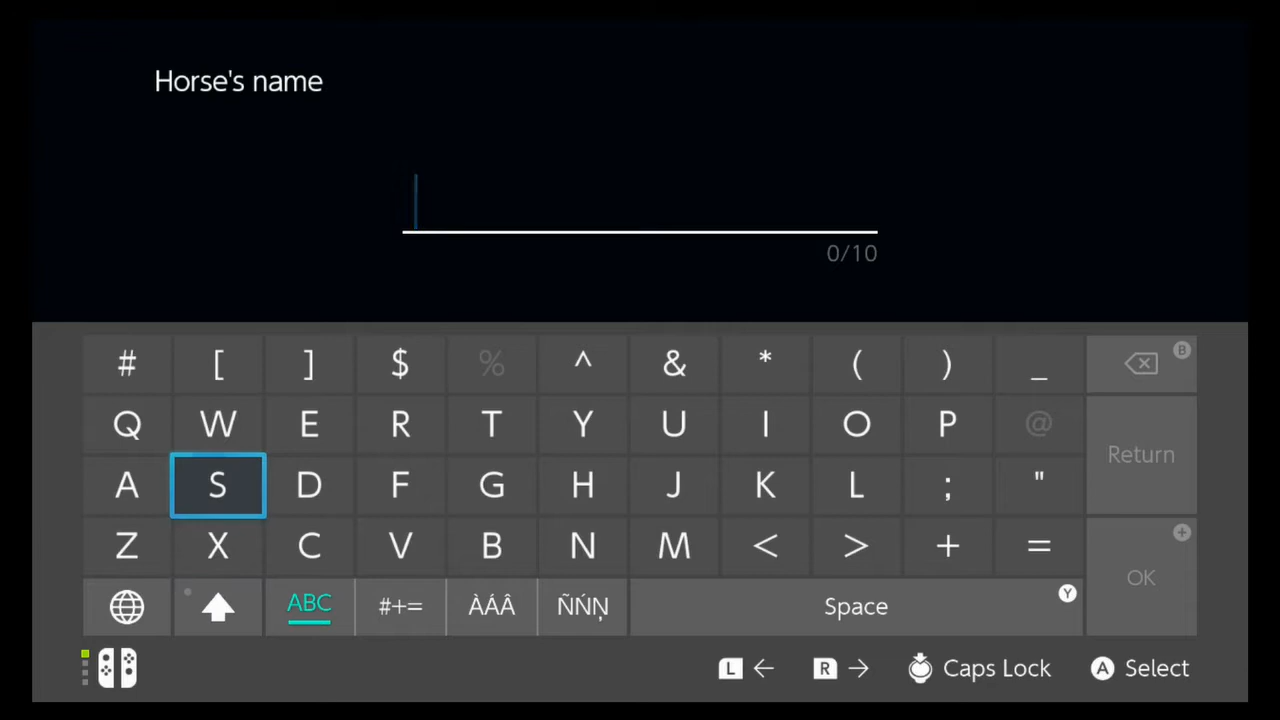 Horse's name
0/10
# [ ] $ % ^ & * ( ) _ B
Q W E R T Y U I O P @ Return
A S D F G H J K L ; "
Z X C V B N M < > + = + OK
ABC #+= ÀÁÂ ÑŃŅ Space Y
L ← R → Caps Lock A Select